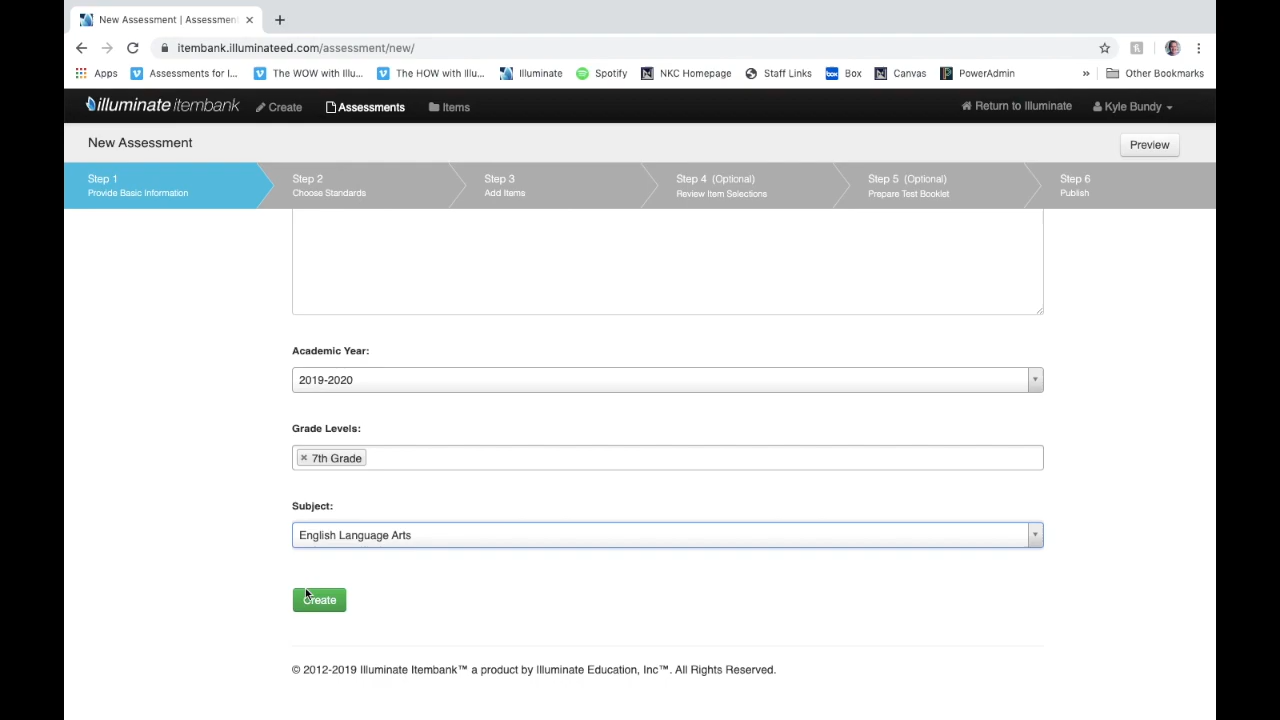 New Assessment | Assessmen
itembank.illuminateed.com/assessment/new/
Apps Assessments for I... The WOW with Illu... The HOW with Illu... Illuminate Spotify NKC Homepage Staff Links Box Canvas PowerAdmin » Other Bookmarks
illuminate itembank Create Assessments Items Return to Illuminate Kyle Bundy
New Assessment Preview
Step 1 Step 2 Step 3 Step 4 (Optional) Step 5 (Optional) Step 6
Provide Basic Information Choose Standards Add Items Review Item Selections Prepare Test Booklet Publish
Academic Year:
2019-2020
Grade Levels:
× 7th Grade
Subject:
English Language Arts
Create
© 2012-2019 Illuminate Itembank™ a product by Illuminate Education, Inc™. All Rights Reserved.